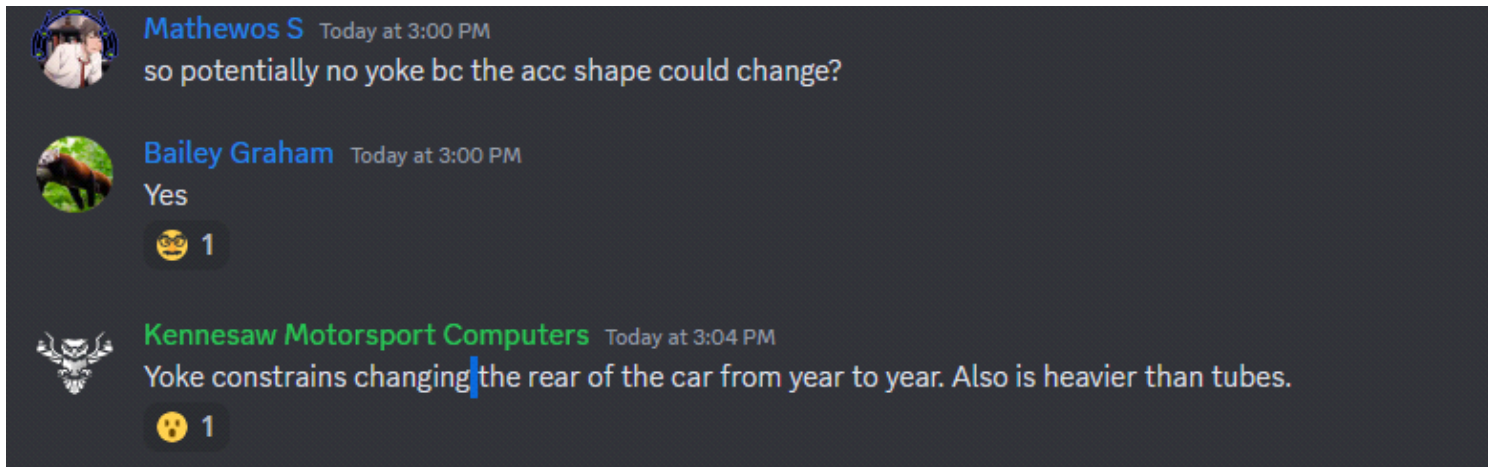 Mathewos S Today at 3:00 PM
so potentially no yoke bc the acc shape could change?
Bailey Graham Today at 3:00 PM
Yes
1
Kennesaw Motorsport Computers Today at 3:04 PM
Yoke constrains changing the rear of the car from year to year. Also is heavier than tubes.
1